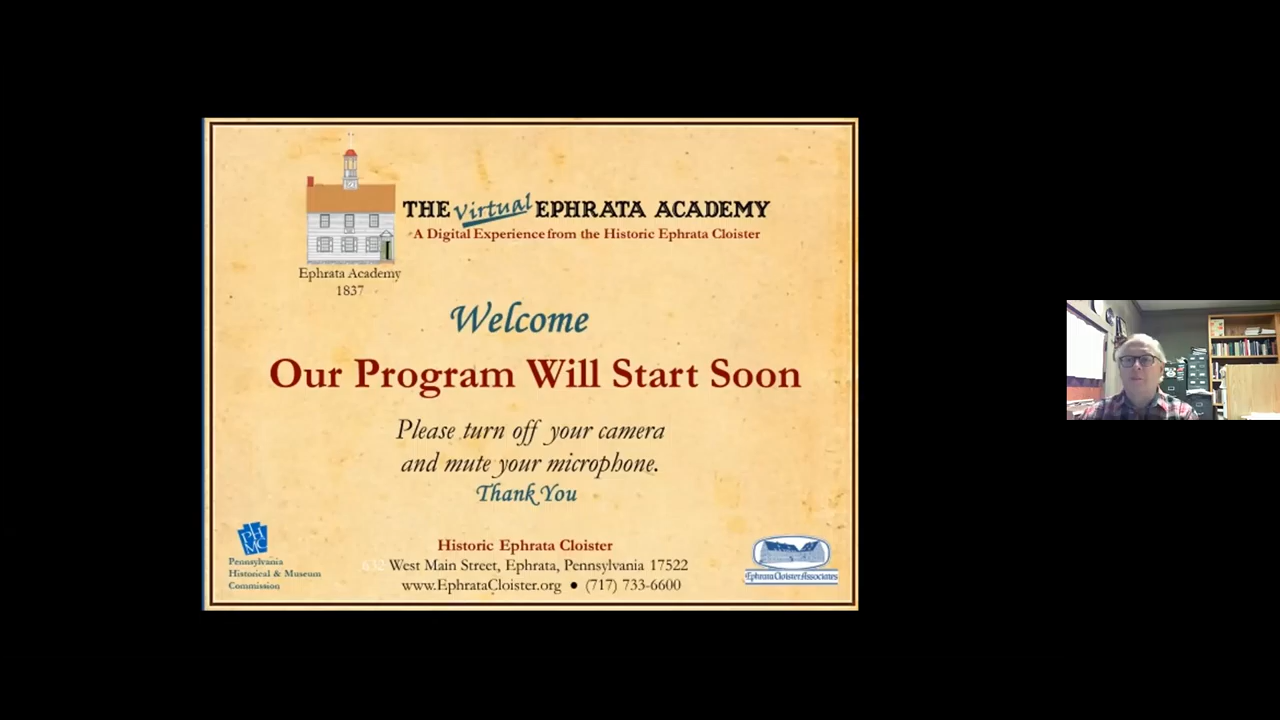 THE Virtual EPHRATA ACADEMY
A Digital Experience from the Historic Ephrata Cloister
Ephrata Academy
1837
Welcome
Our Program Will Start Soon
Please turn off your camera
and mute your microphone.
Thank You
PHMC
Pennsylvania
Historical & Museum
Commission
Historic Ephrata Cloister
632 West Main Street, Ephrata, Pennsylvania 17522
www.EphrataCloister.org ● (717) 733-6600
Ephrata Cloister Associates